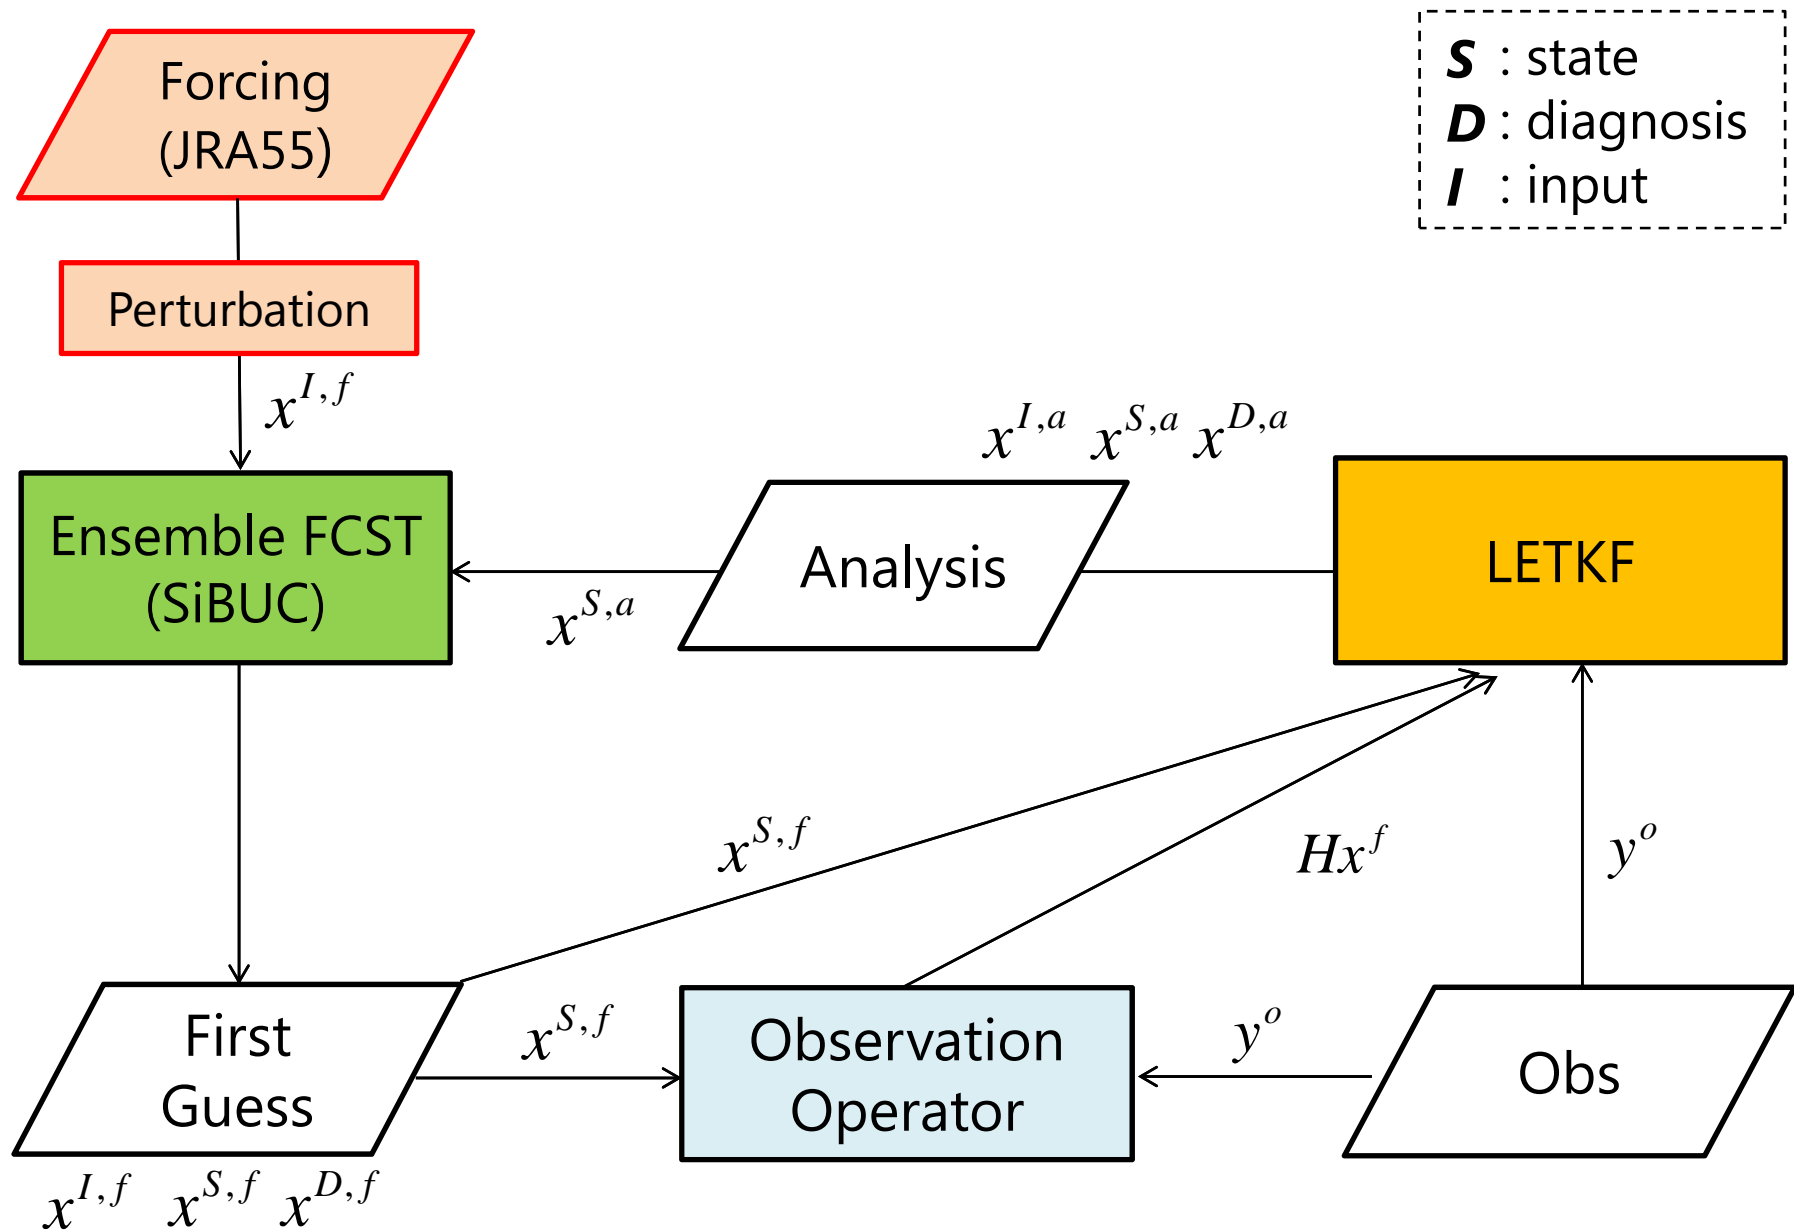 Forcing
(JRA55)
S : state
D : diagnosis
I : input
Perturbation
x^{I,f}
x^{I,a} x^{S,a} x^{D,a}
Ensemble FCST
(SiBUC)
Analysis
LETKF
x^{S,a}
x^{S,f}
Hx^f
y^o
First
Guess
x^{S,f}
Observation
Operator
y^o
Obs
x^{I,f} x^{S,f} x^{D,f}